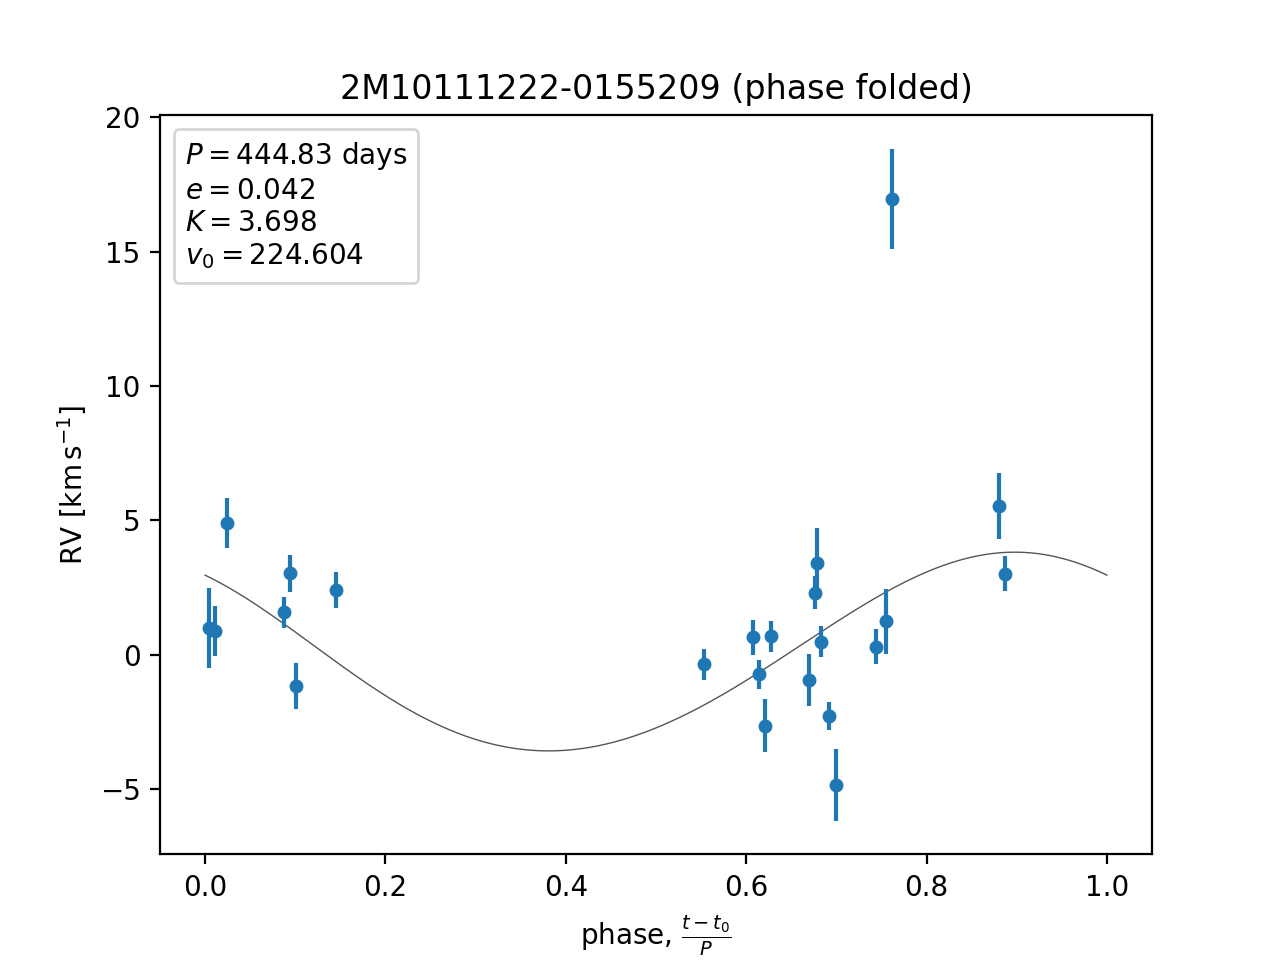 2M10111222-0155209 (phase folded)
P = 444.83 days
e = 0.042
K = 3.698
v₀ = 224.604
20
15
10
5
0
−5
RV [km s⁻¹]
0.0 0.2 0.4 0.6 0.8 1.0
phase, (t − t₀)/P